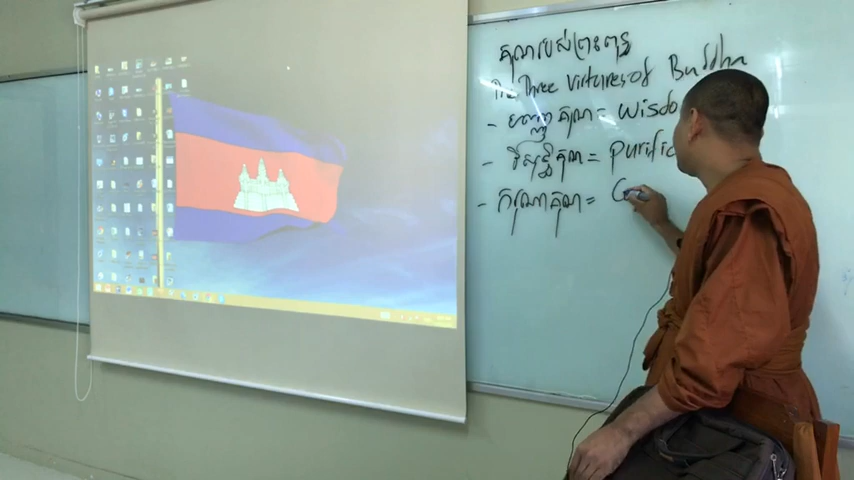 គុណរបស់ព្រះពុទ្ធ
The Three Virtures of Buddha
- បញ្ញាគុណ = Wisdo
- វិសុទ្ធិគុណ = purific
- ករុណាគុណ = C